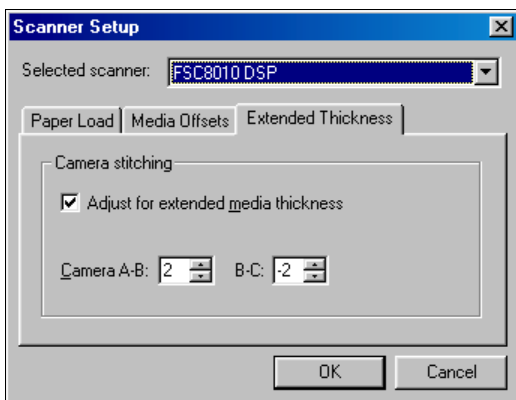 Scanner Setup
Selected scanner: FSC8010 DSP
Paper Load Media Offsets Extended Thickness
Camera stitching
Adjust for extended media thickness
Camera A-B: 2 B-C: -2
OK Cancel